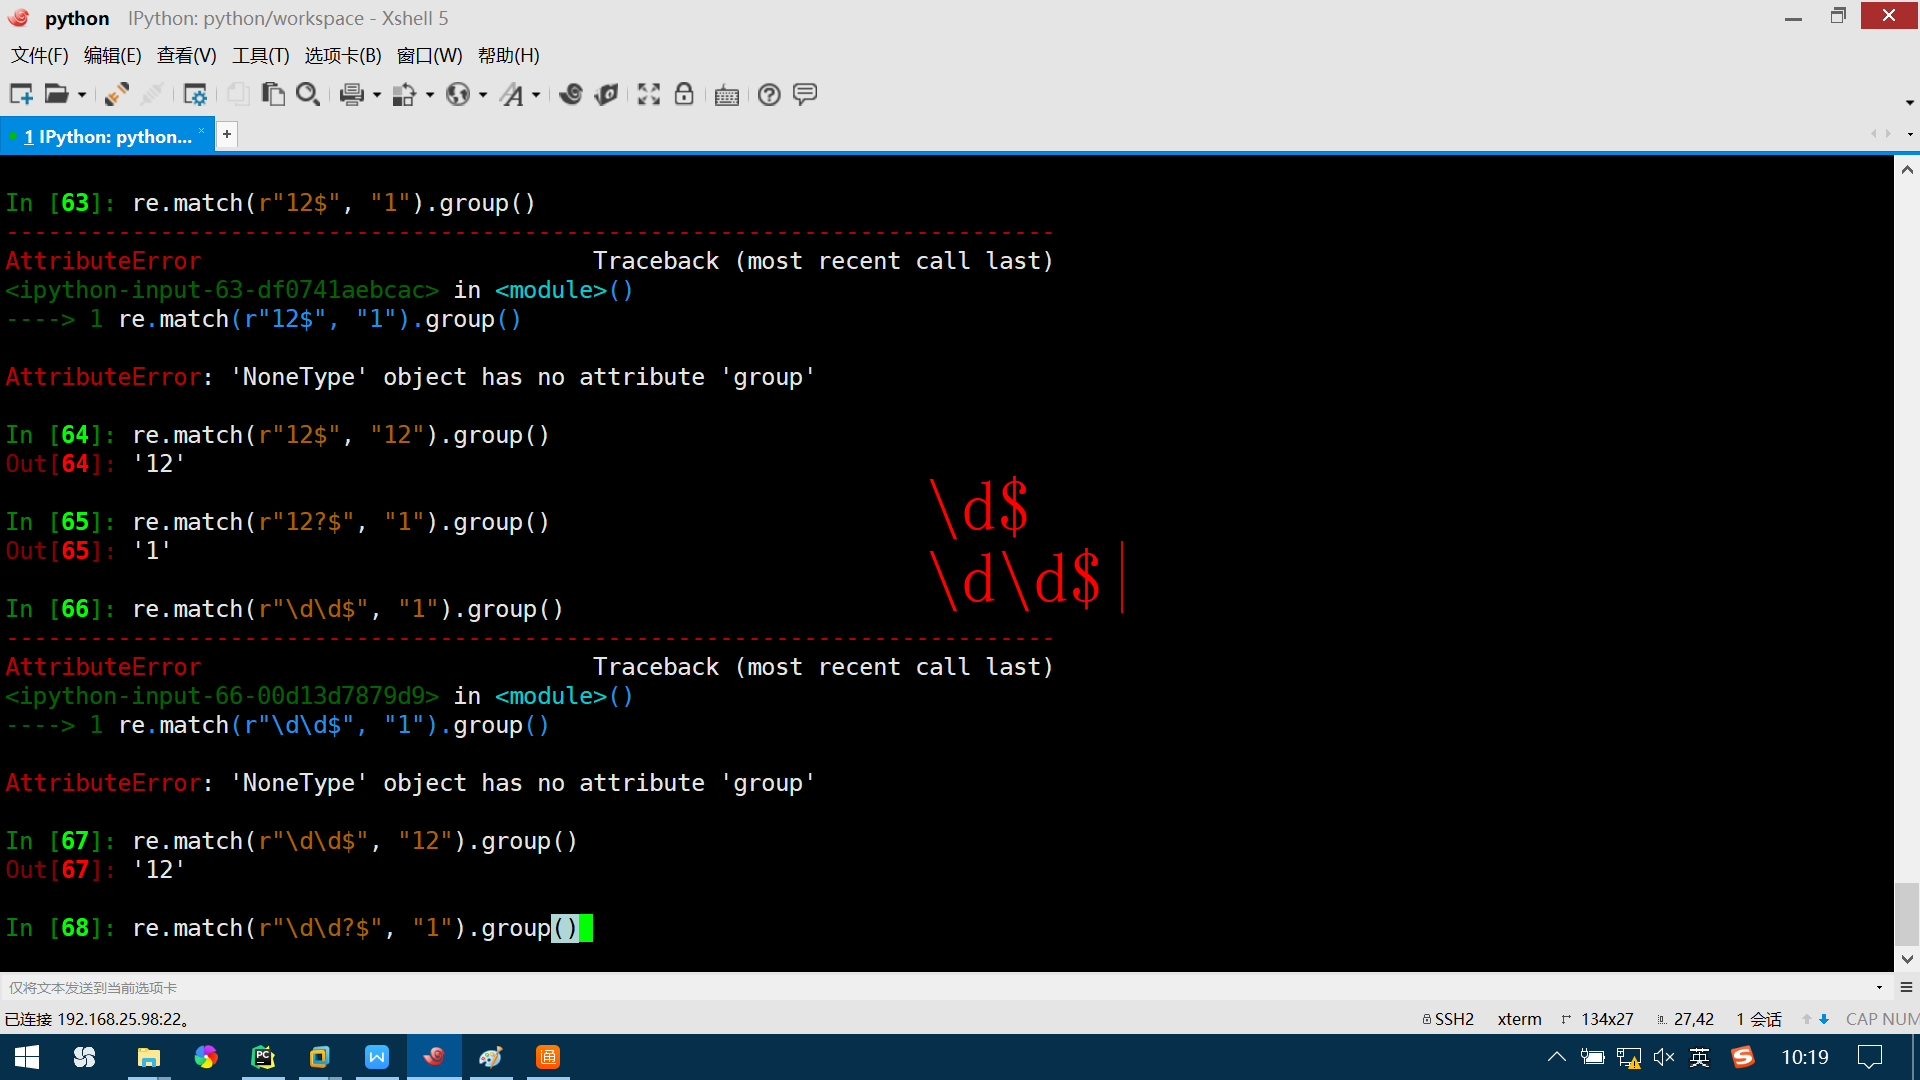 python IPython: python/workspace - Xshell 5
文件(F) 编辑(E) 查看(V) 工具(T) 选项卡(B) 窗口(W) 帮助(H)
1 IPython: python... × +
In [63]: re.match(r"12$", "1").group()
---------------------------------------------------------------------------
AttributeError                            Traceback (most recent call last)
<ipython-input-63-df0741aebcac> in <module>()
----> 1 re.match(r"12$", "1").group()
AttributeError: 'NoneType' object has no attribute 'group'
In [64]: re.match(r"12$", "12").group()
Out[64]: '12'
In [65]: re.match(r"12?$", "1").group()
Out[65]: '1'
In [66]: re.match(r"\d\d$", "1").group()
---------------------------------------------------------------------------
AttributeError                            Traceback (most recent call last)
<ipython-input-66-00d13d7879d9> in <module>()
----> 1 re.match(r"\d\d$", "1").group()
AttributeError: 'NoneType' object has no attribute 'group'
In [67]: re.match(r"\d\d$", "12").group()
Out[67]: '12'
In [68]: re.match(r"\d\d?$", "1").group()
\d$
\d\d$
仅将文本发送到当前选项卡
已连接 192.168.25.98:22。 SSH2 xterm 134x27 27,42 1 会话 CAP NUM
英 10:19